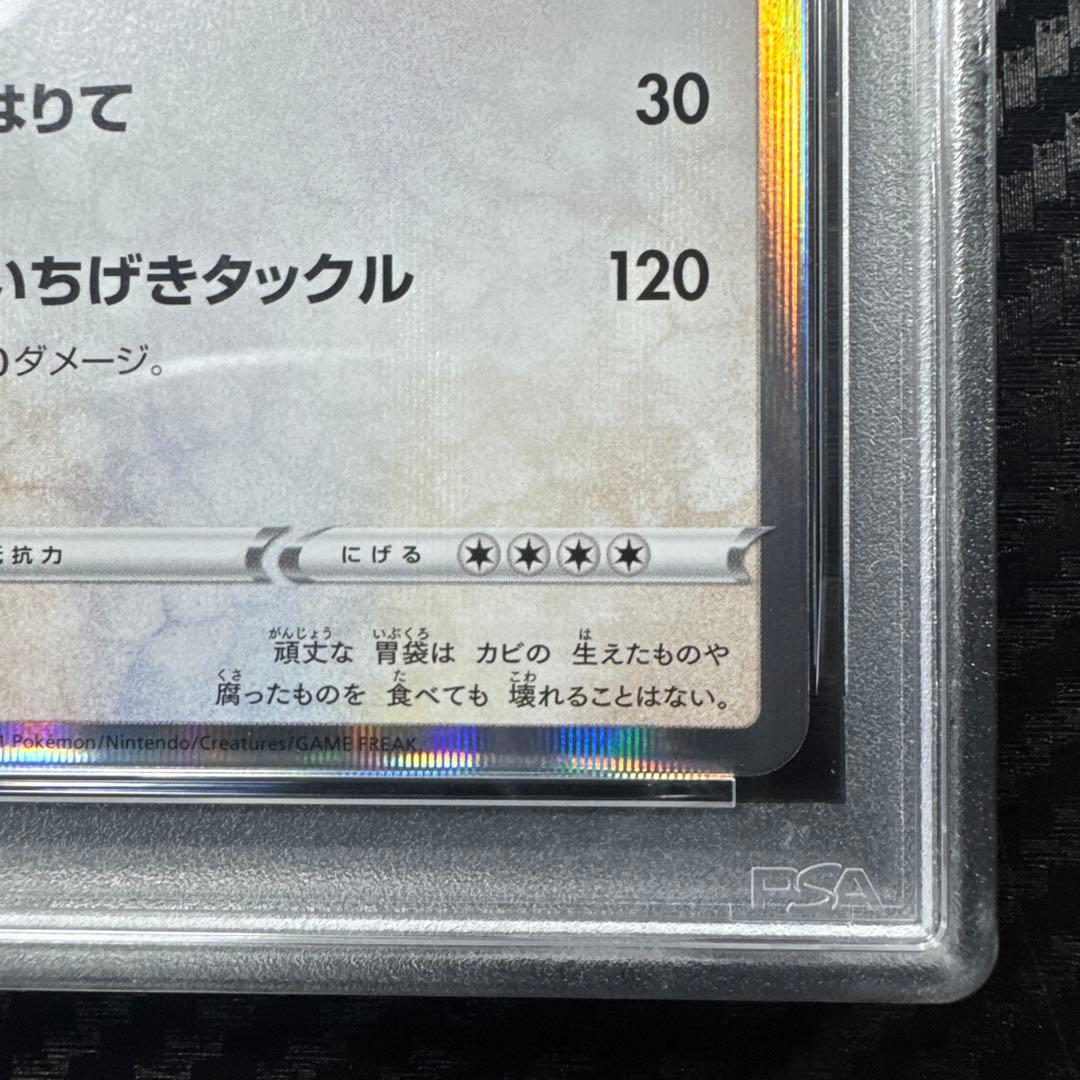 はりて 30
いちげきタックル 120
0ダメージ。
抗力 にげる
がんじょう いぶくろ は
頑丈な 胃袋は カビの 生えたものや
くさ た こわ
腐ったものを 食べても 壊れることはない。
Pokémon/Nintendo/Creatures/GAME FREAK.
PSA